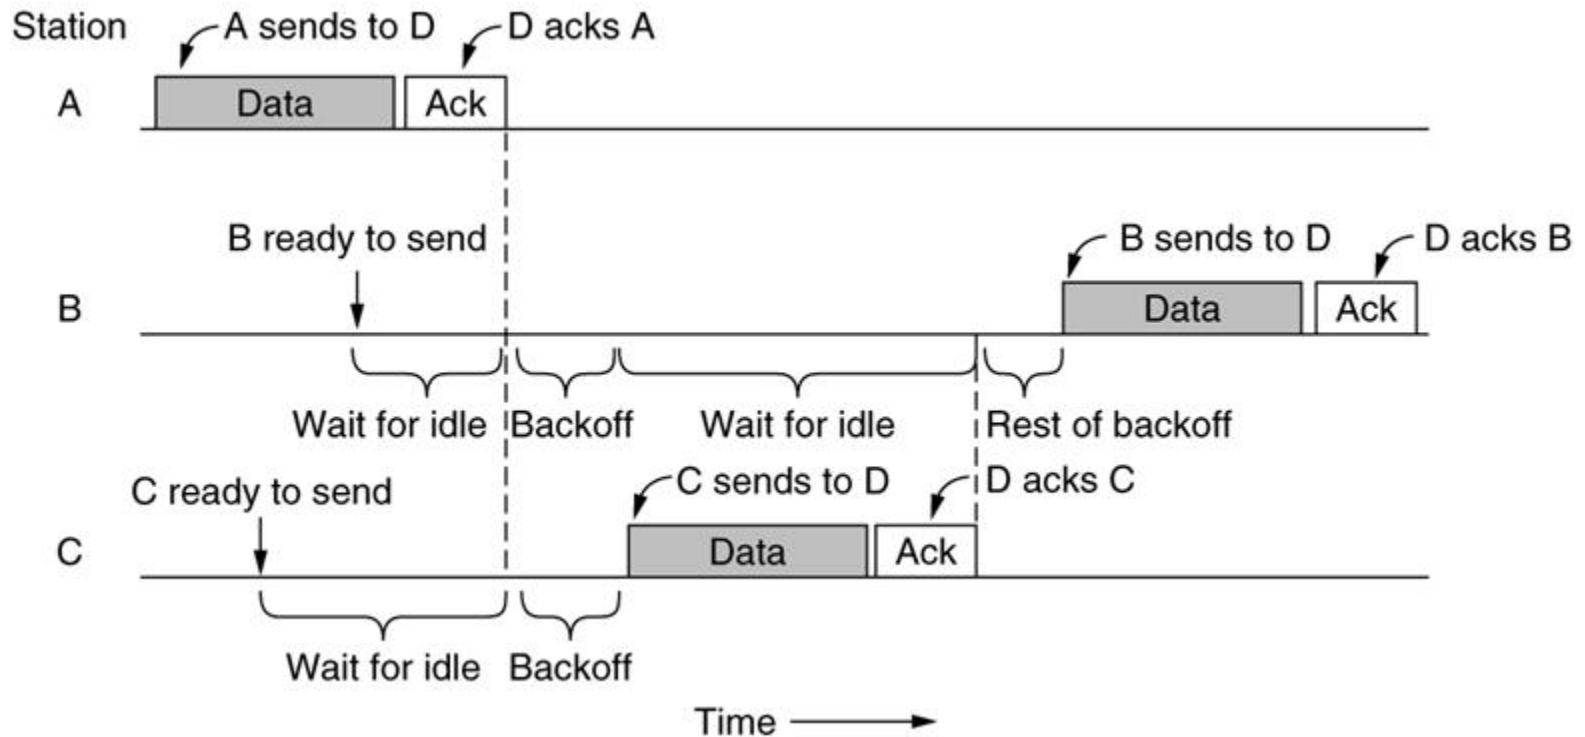 Station
A sends to D
D acks A
A
Data
Ack
B ready to send
B sends to D
D acks B
B
Data
Ack
Wait for idle
Backoff
Wait for idle
Rest of backoff
C ready to send
C sends to D
D acks C
C
Data
Ack
Wait for idle
Backoff
Time